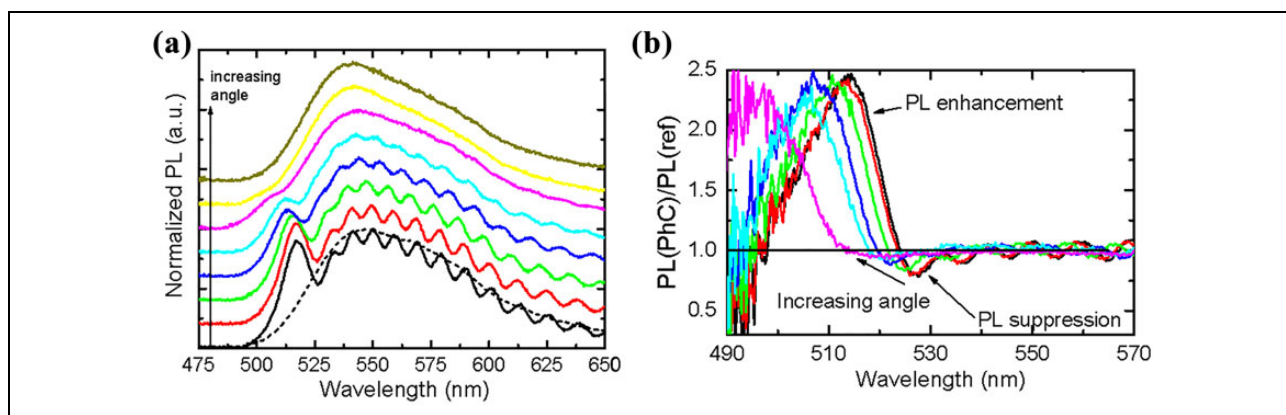 (a)
increasing
angle
Normalized PL (a.u.)
475 500 525 550 575 600 625 650
Wavelength (nm)
(b)
2.5
2.0
1.5
1.0
0.5
PL(PhC)/PL(ref)
PL enhancement
Increasing angle
PL suppression
490 510 530 550 570
Wavelength (nm)